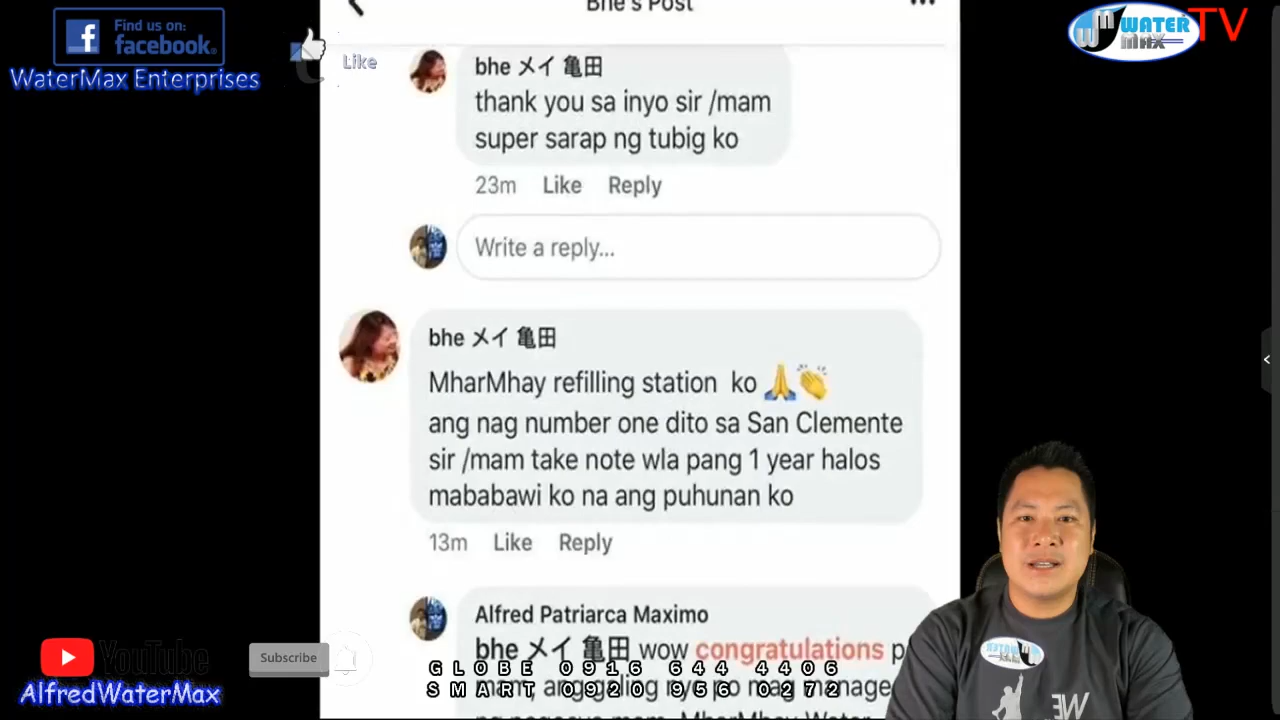 Bhe's Post
Find us on:
facebook
WaterMax Enterprises
Like
WATER
MAX
TV
bhe メイ 亀田
thank you sa inyo sir /mam
super sarap ng tubig ko
23m Like Reply
Write a reply...
bhe メイ 亀田
MharMhay refilling station ko 🙏👏
ang nag number one dito sa San Clemente
sir /mam take note wla pang 1 year halos
mababawi ko na ang puhunan ko
13m Like Reply
Alfred Patriarca Maximo
bhe メイ 亀田 wow congratulations p
GLOBE 0916 644 4406
SMART 0920 956 0272
YouTube
Subscribe
AlfredWaterMax
WE